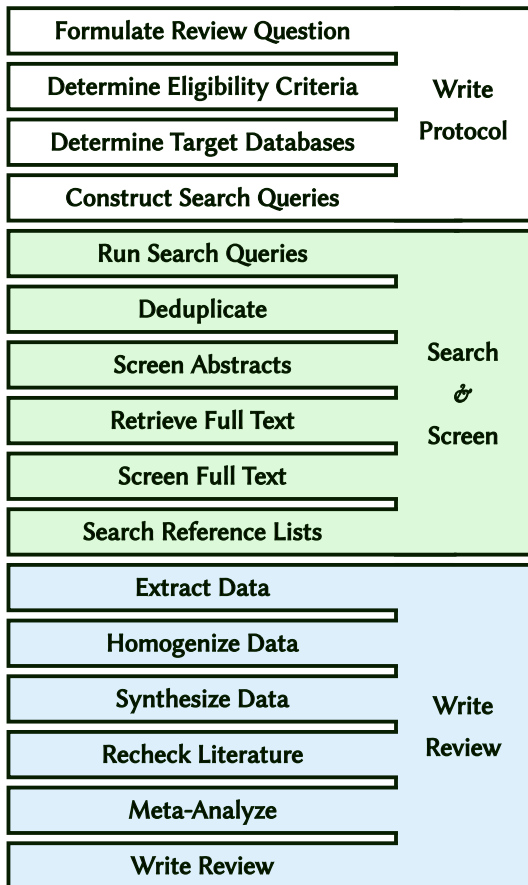 Formulate Review Question
Determine Eligibility Criteria
Determine Target Databases
Construct Search Queries
Write
Protocol
Run Search Queries
Deduplicate
Screen Abstracts
Retrieve Full Text
Screen Full Text
Search Reference Lists
Search
&
Screen
Extract Data
Homogenize Data
Synthesize Data
Recheck Literature
Meta-Analyze
Write Review
Write
Review